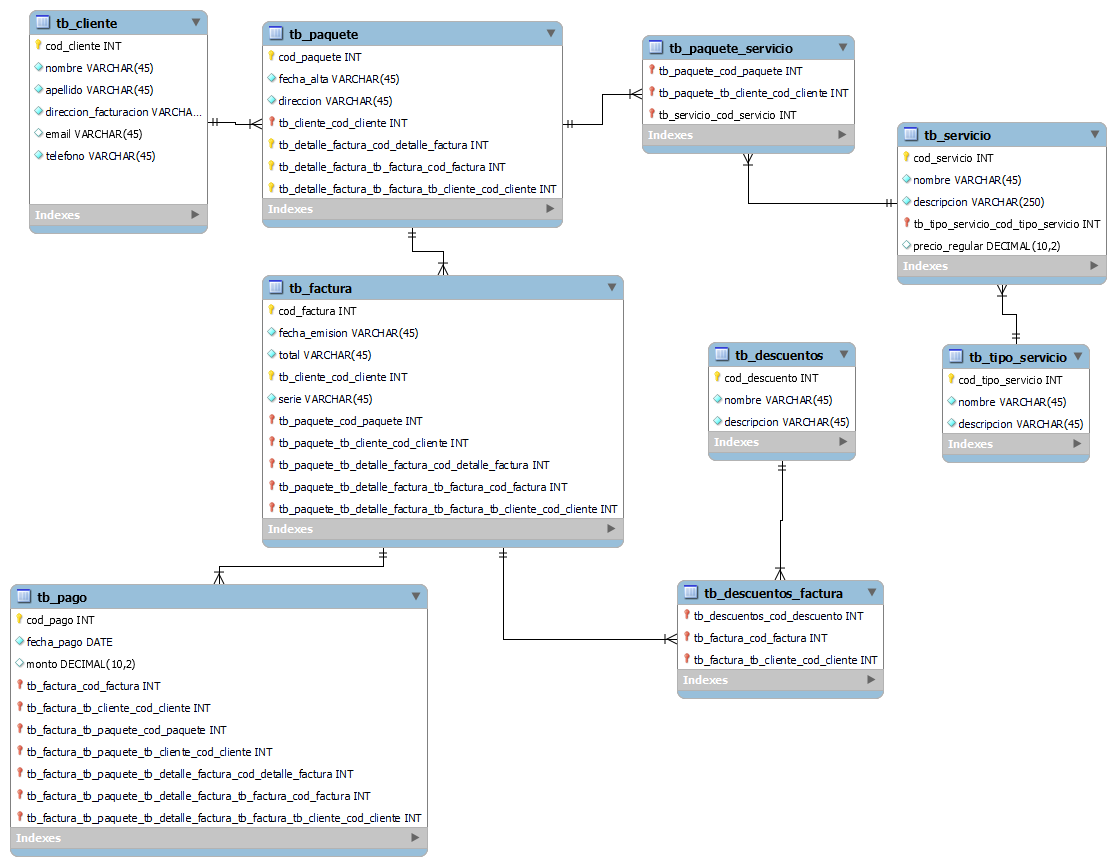 tb_cliente
cod_cliente INT
nombre VARCHAR(45)
apellido VARCHAR(45)
direccion_facturacion VARCHA...
email VARCHAR(45)
telefono VARCHAR(45)
Indexes
tb_paquete
cod_paquete INT
fecha_alta VARCHAR(45)
direccion VARCHAR(45)
tb_cliente_cod_cliente INT
tb_detalle_factura_cod_detalle_factura INT
tb_detalle_factura_tb_factura_cod_factura INT
tb_detalle_factura_tb_factura_tb_cliente_cod_cliente INT
Indexes
tb_paquete_servicio
tb_paquete_cod_paquete INT
tb_paquete_tb_cliente_cod_cliente INT
tb_servicio_cod_servicio INT
Indexes
tb_servicio
cod_servicio INT
nombre VARCHAR(45)
descripcion VARCHAR(250)
tb_tipo_servicio_cod_tipo_servicio INT
precio_regular DECIMAL(10,2)
Indexes
tb_factura
cod_factura INT
fecha_emision VARCHAR(45)
total VARCHAR(45)
tb_cliente_cod_cliente INT
serie VARCHAR(45)
tb_paquete_cod_paquete INT
tb_paquete_tb_cliente_cod_cliente INT
tb_paquete_tb_detalle_factura_cod_detalle_factura INT
tb_paquete_tb_detalle_factura_tb_factura_cod_factura INT
tb_paquete_tb_detalle_factura_tb_factura_tb_cliente_cod_cliente INT
Indexes
tb_descuentos
cod_descuento INT
nombre VARCHAR(45)
descripcion VARCHAR(45)
Indexes
tb_tipo_servicio
cod_tipo_servicio INT
nombre VARCHAR(45)
descripcion VARCHAR(45)
Indexes
tb_pago
cod_pago INT
fecha_pago DATE
monto DECIMAL(10,2)
tb_factura_cod_factura INT
tb_factura_tb_cliente_cod_cliente INT
tb_factura_tb_paquete_cod_paquete INT
tb_factura_tb_paquete_tb_cliente_cod_cliente INT
tb_factura_tb_paquete_tb_detalle_factura_cod_detalle_factura INT
tb_factura_tb_paquete_tb_detalle_factura_tb_factura_cod_factura INT
tb_factura_tb_paquete_tb_detalle_factura_tb_factura_tb_cliente_cod_cliente INT
Indexes
tb_descuentos_factura
tb_descuentos_cod_descuento INT
tb_factura_cod_factura INT
tb_factura_tb_cliente_cod_cliente INT
Indexes